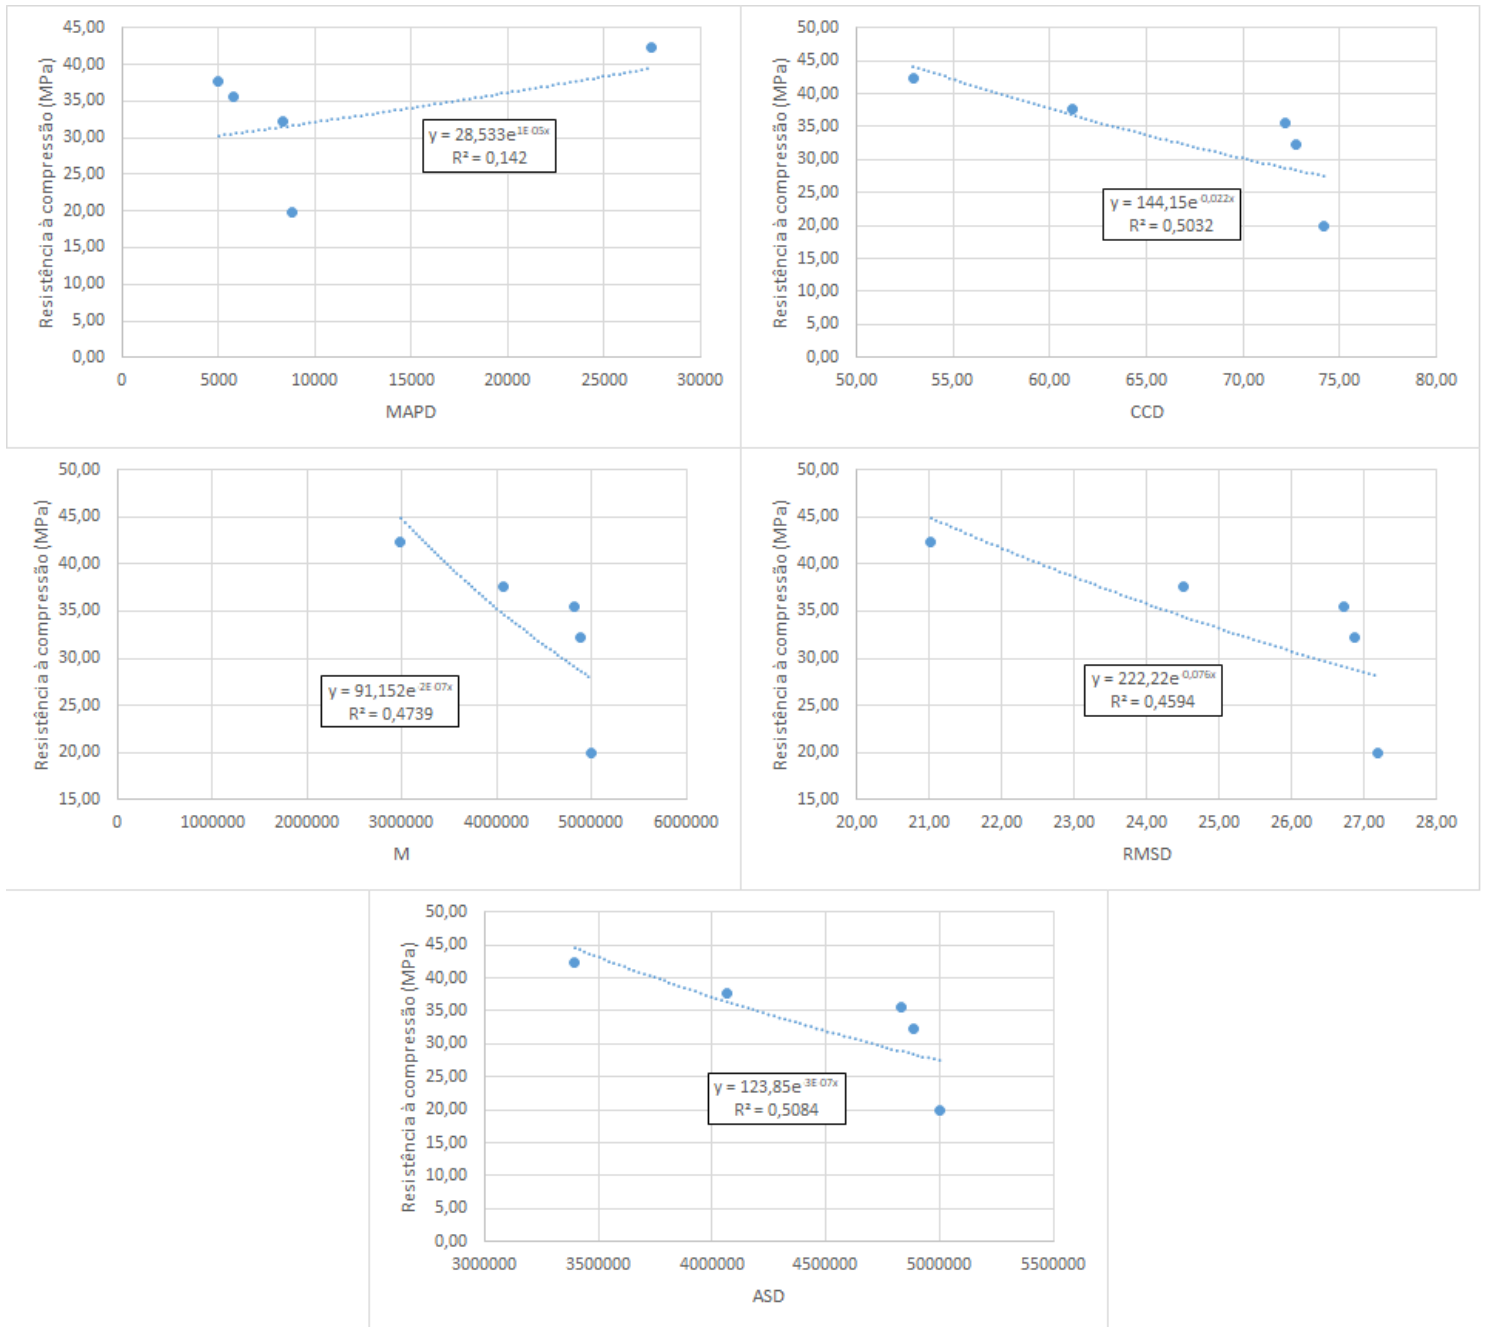 45,00
40,00
35,00
30,00
25,00
20,00
15,00
10,00
5,00
0,00
Resistência à compressão (MPa)
y = 28,533e1E 05x
R² = 0,142
0 5000 10000 15000 20000 25000 30000
MAPD
50,00
45,00
40,00
35,00
30,00
25,00
20,00
15,00
10,00
5,00
0,00
Resistência à compressão (MPa)
y = 144,15e 0,022x
R² = 0,5032
50,00 55,00 60,00 65,00 70,00 75,00 80,00
CCD
50,00
45,00
40,00
35,00
30,00
25,00
20,00
15,00
Resistência à compressão (MPa)
y = 91,152e 2E 07x
R² = 0,4739
0 1000000 2000000 3000000 4000000 5000000 6000000
M
50,00
45,00
40,00
35,00
30,00
25,00
20,00
15,00
Resistência à compressão (MPa)
y = 222,22e 0,076x
R² = 0,4594
20,00 21,00 22,00 23,00 24,00 25,00 26,00 27,00 28,00
RMSD
50,00
45,00
40,00
35,00
30,00
25,00
20,00
15,00
10,00
5,00
0,00
Resistência à compressão (MPa)
y = 123,85e 3E 07x
R² = 0,5084
3000000 3500000 4000000 4500000 5000000 5500000
ASD